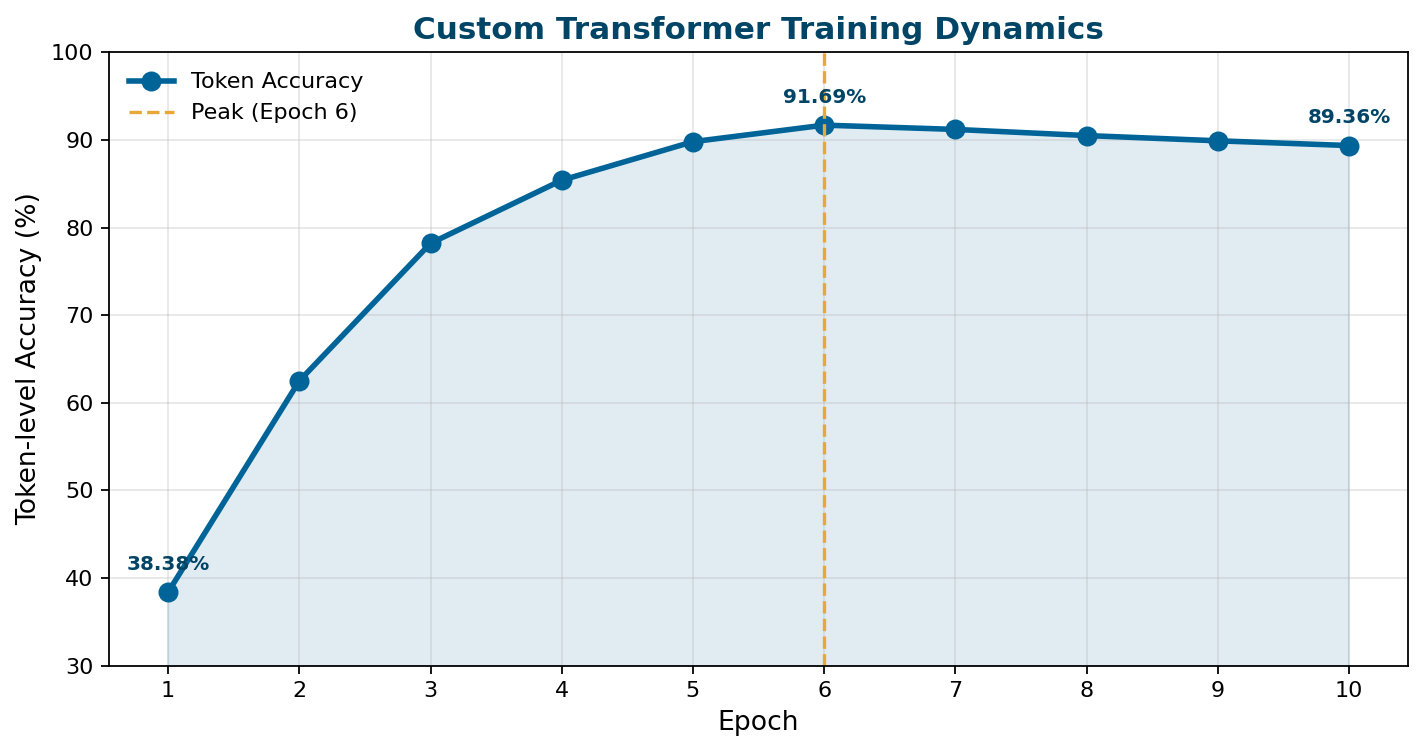 Custom Transformer Training Dynamics
Token Accuracy
Peak (Epoch 6)
91.69%
89.36%
38.38%
Token-level Accuracy (%)
100
90
80
70
60
50
40
30
1 2 3 4 5 6 7 8 9 10
Epoch